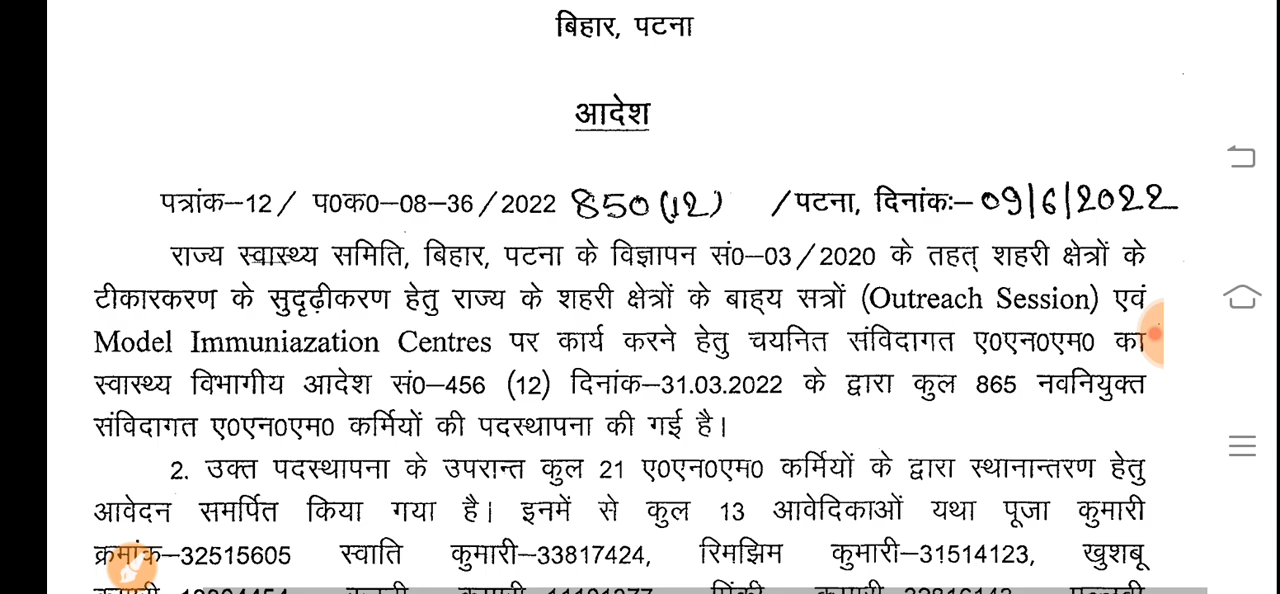 बिहार, पटना
आदेश
पत्रांक–12/ प0क0–08–36/2022 850(12) /पटना, दिनांकः–09/6/2022
राज्य स्वास्थ्य समिति, बिहार, पटना के विज्ञापन सं0–03/2020 के तहत् शहरी क्षेत्रों के
टीकारकरण के सुदृढ़ीकरण हेतु राज्य के शहरी क्षेत्रों के बाह्य सत्रों (Outreach Session) एवं
Model Immuniazation Centres पर कार्य करने हेतु चयनित संविदागत ए0एन0एम0 का
स्वास्थ्य विभागीय आदेश सं0–456 (12) दिनांक–31.03.2022 के द्वारा कुल 865 नवनियुक्त
संविदागत ए0एन0एम0 कर्मियों की पदस्थापना की गई है।
2. उक्त पदस्थापना के उपरान्त कुल 21 ए0एन0एम0 कर्मियों के द्वारा स्थानान्तरण हेतु
आवेदन समर्पित किया गया है। इनमें से कुल 13 आवेदिकाओं यथा पूजा कुमारी
क्रमांक–32515605 स्वाति कुमारी–33817424, रिमझिम कुमारी–31514123, खुशबू